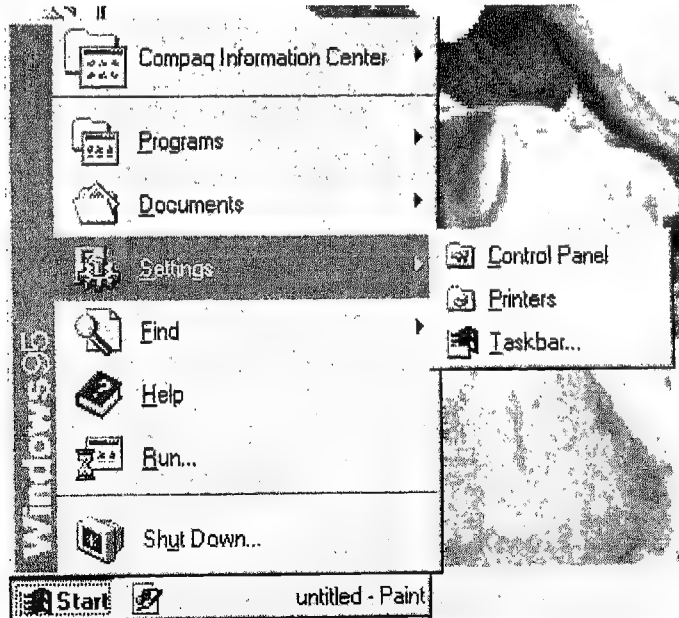 Compaq Information Center
Programs
Documents
Settings
Control Panel
Printers
Taskbar...
Find
Help
Run...
Shut Down...
Windows95
Start
untitled - Paint